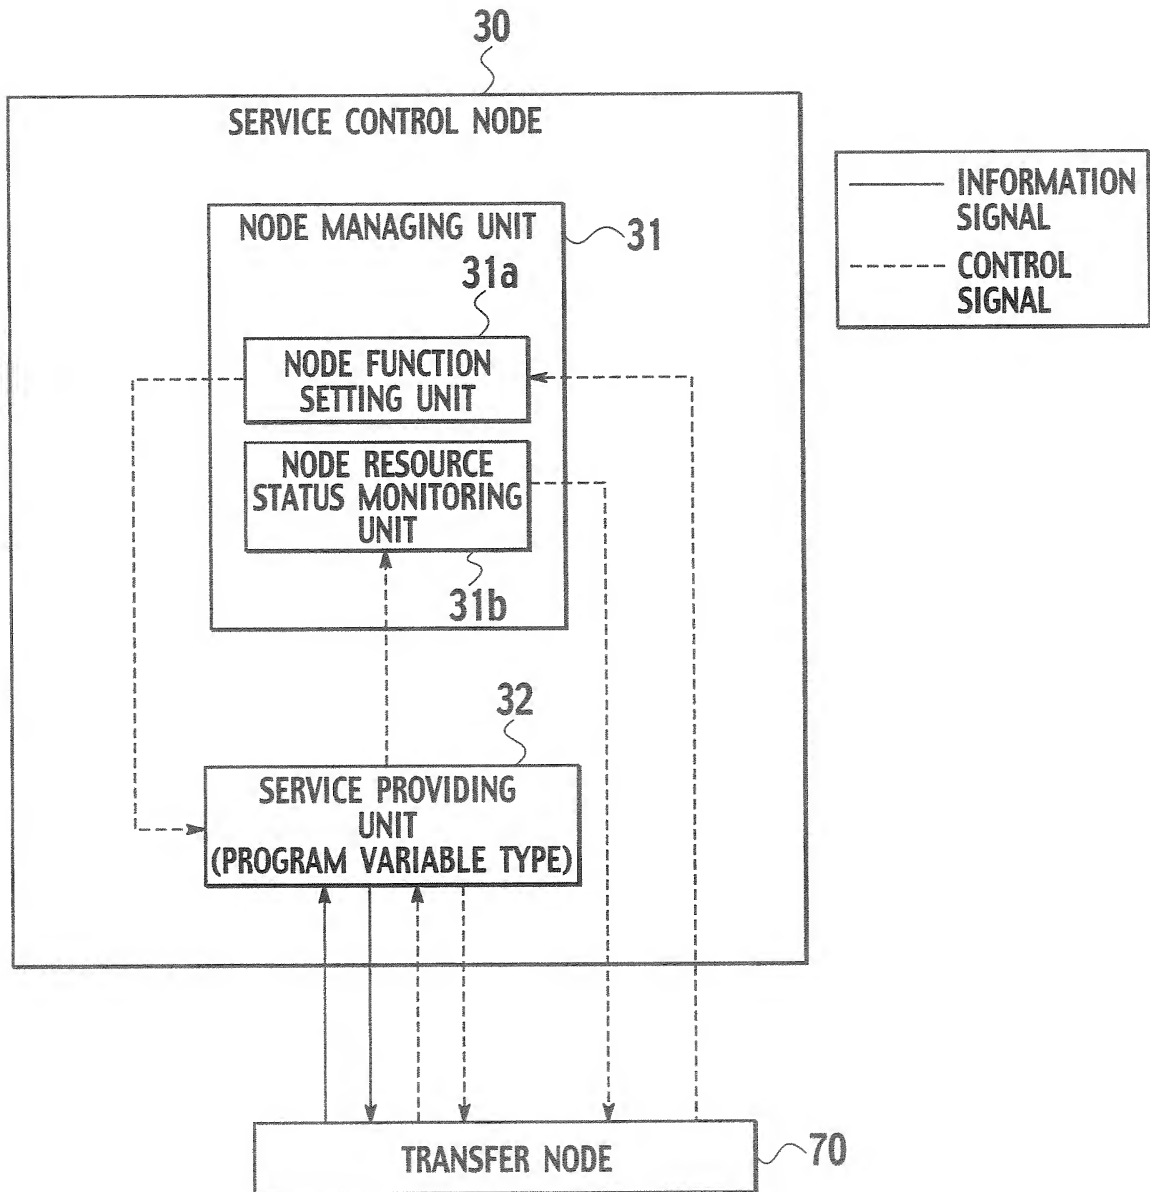 30
SERVICE CONTROL NODE
INFORMATION
SIGNAL
CONTROL
SIGNAL
NODE MANAGING UNIT
31
31a
NODE FUNCTION
SETTING UNIT
NODE RESOURCE
STATUS MONITORING
UNIT
31b
32
SERVICE PROVIDING
UNIT
(PROGRAM VARIABLE TYPE)
TRANSFER NODE
70